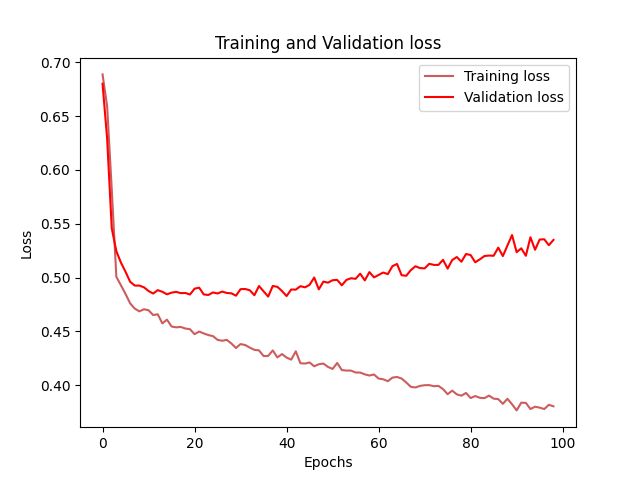 Training and Validation loss
Training loss
Validation loss
0.70
0.65
0.60
0.55
0.50
0.45
0.40
Loss
0
20
40
60
80
100
Epochs